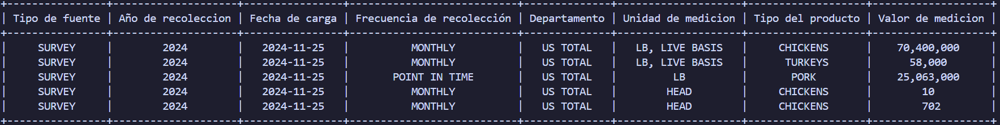 | Tipo de fuente | Año de recoleccion | Fecha de carga | Frecuencia de recolección | Departamento | Unidad de medicion | Tipo del producto | Valor de medicion |
| SURVEY | 2024 | 2024-11-25 | MONTHLY | US TOTAL | LB, LIVE BASIS | CHICKENS | 70,400,000 |
| SURVEY | 2024 | 2024-11-25 | MONTHLY | US TOTAL | LB, LIVE BASIS | TURKEYS | 58,000 |
| SURVEY | 2024 | 2024-11-25 | POINT IN TIME | US TOTAL | LB | PORK | 25,063,000 |
| SURVEY | 2024 | 2024-11-25 | MONTHLY | US TOTAL | HEAD | CHICKENS | 10 |
| SURVEY | 2024 | 2024-11-25 | MONTHLY | US TOTAL | HEAD | CHICKENS | 702 |